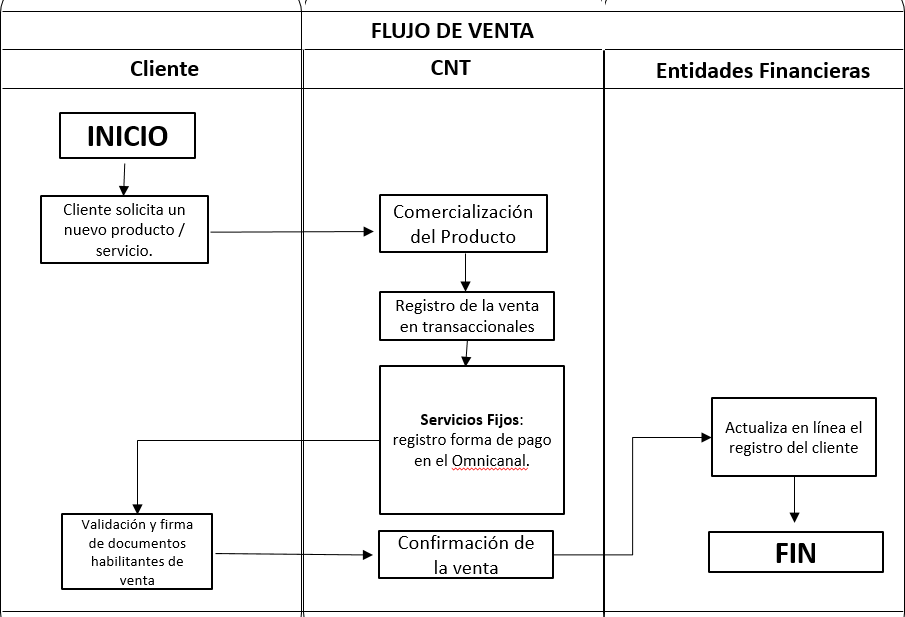 FLUJO DE VENTA
Cliente
CNT
Entidades Financieras
INICIO
Cliente solicita un
nuevo producto /
servicio.
Comercialización
del Producto
Registro de la venta
en transaccionales
Servicios Fijos:
registro forma de pago
en el Omnicanal.
Validación y firma
de documentos
habilitantes de
venta
Confirmación de
la venta
Actualiza en línea el
registro del cliente
FIN